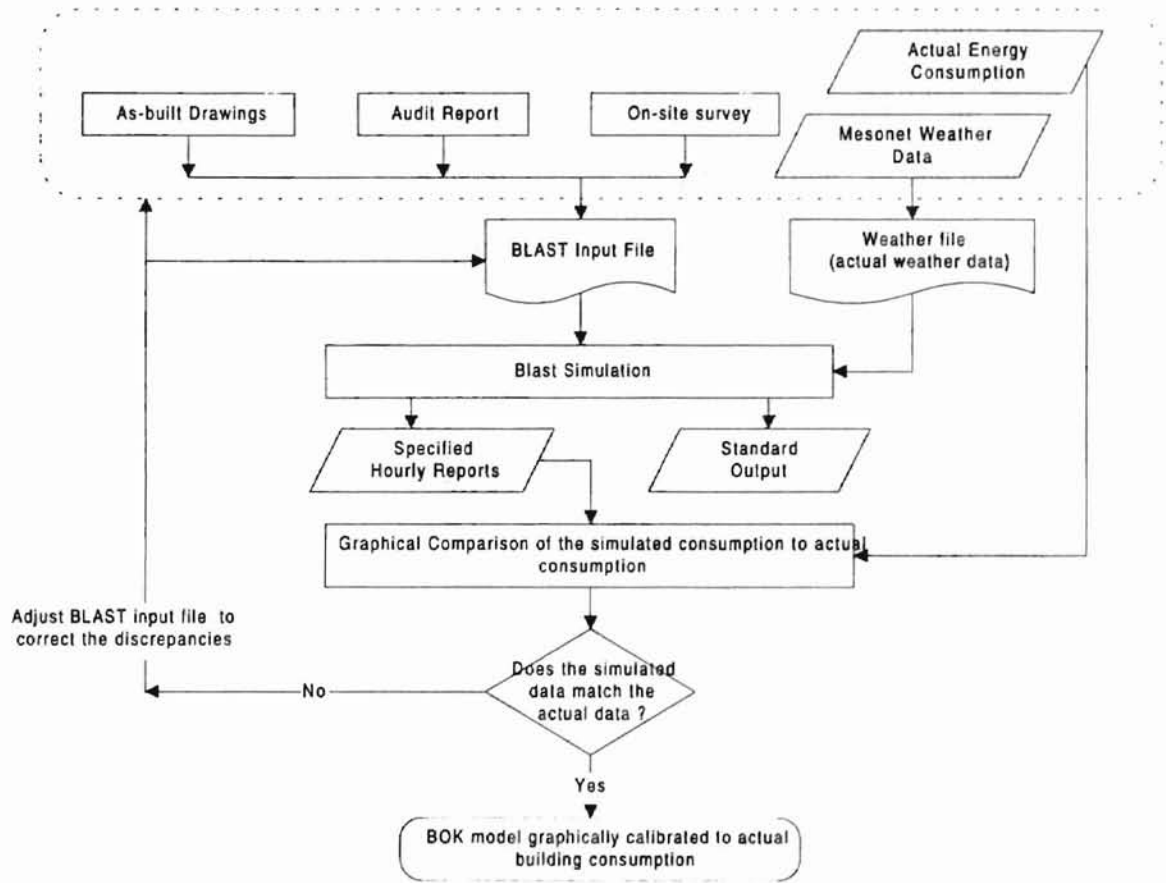 Actual Energy
Consumption
As-built Drawings
Audit Report
On-site survey
Mesonet Weather
Data
BLAST Input File
Weather file
(actual weather data)
Blast Simulation
Specified
Hourly Reports
Standard
Output
Graphical Comparison of the simulated consumption to actual
consumption
Adjust BLAST input file to
correct the discrepancies
Does the simulated
data match the
actual data ?
No
Yes
BOK model graphically calibrated to actual
building consumption